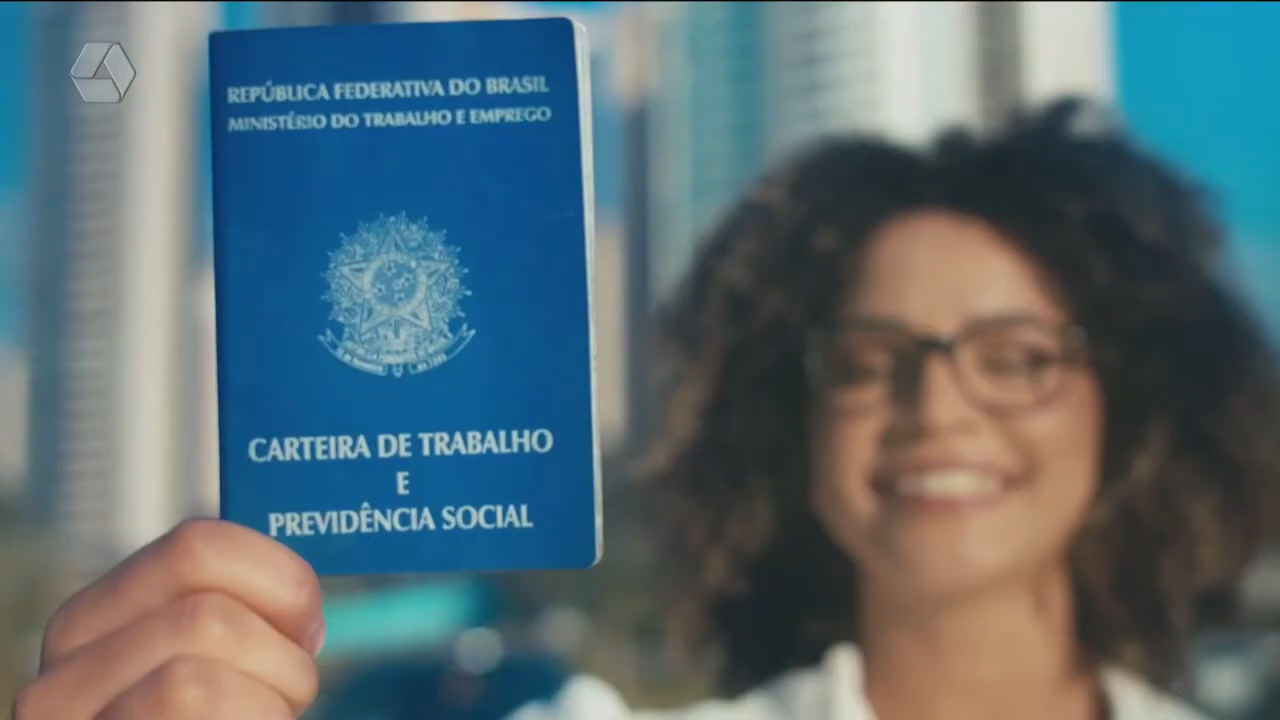 REPÚBLICA FEDERATIVA DO BRASIL
MINISTÉRIO DO TRABALHO E EMPREGO
CARTEIRA DE TRABALHO
E
PREVIDÊNCIA SOCIAL